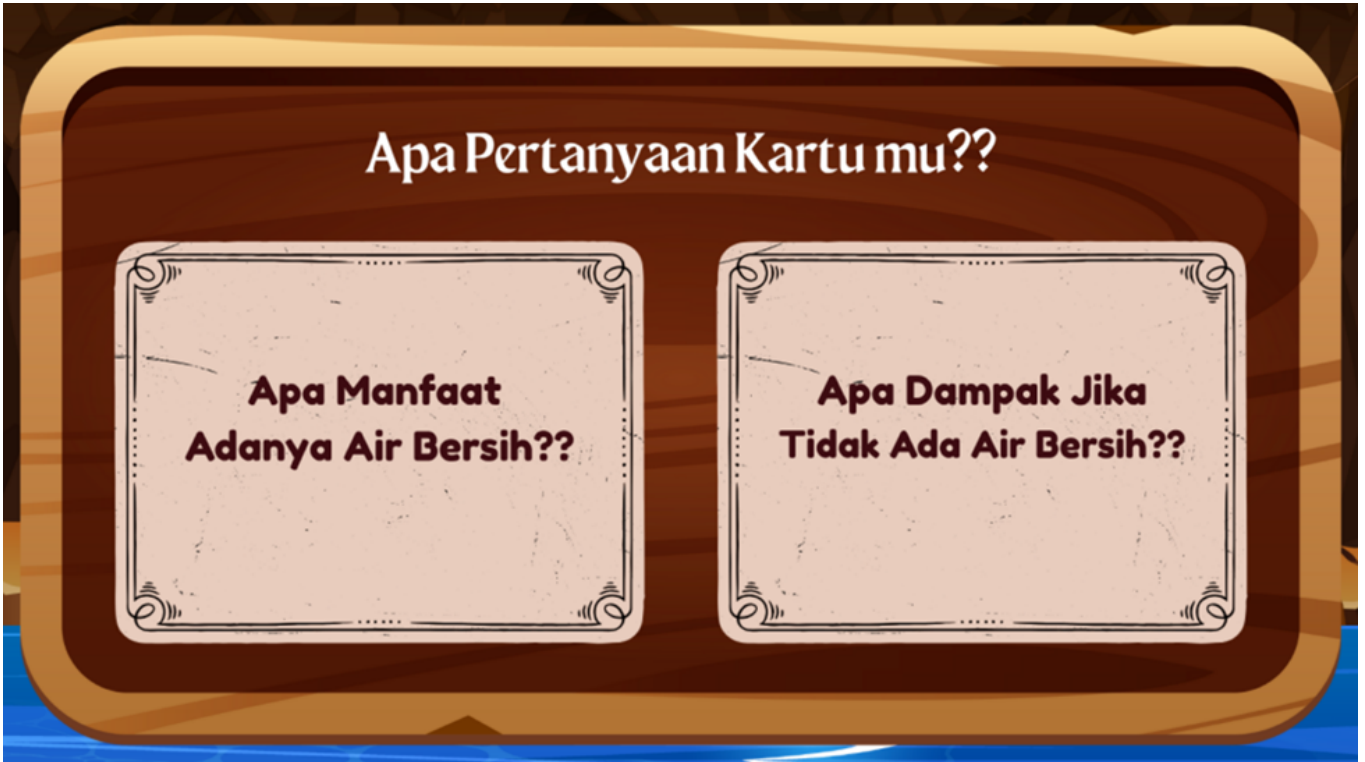 Apa Pertanyaan Kartu mu??
Apa Manfaat
Adanya Air Bersih??
Apa Dampak Jika
Tidak Ada Air Bersih??